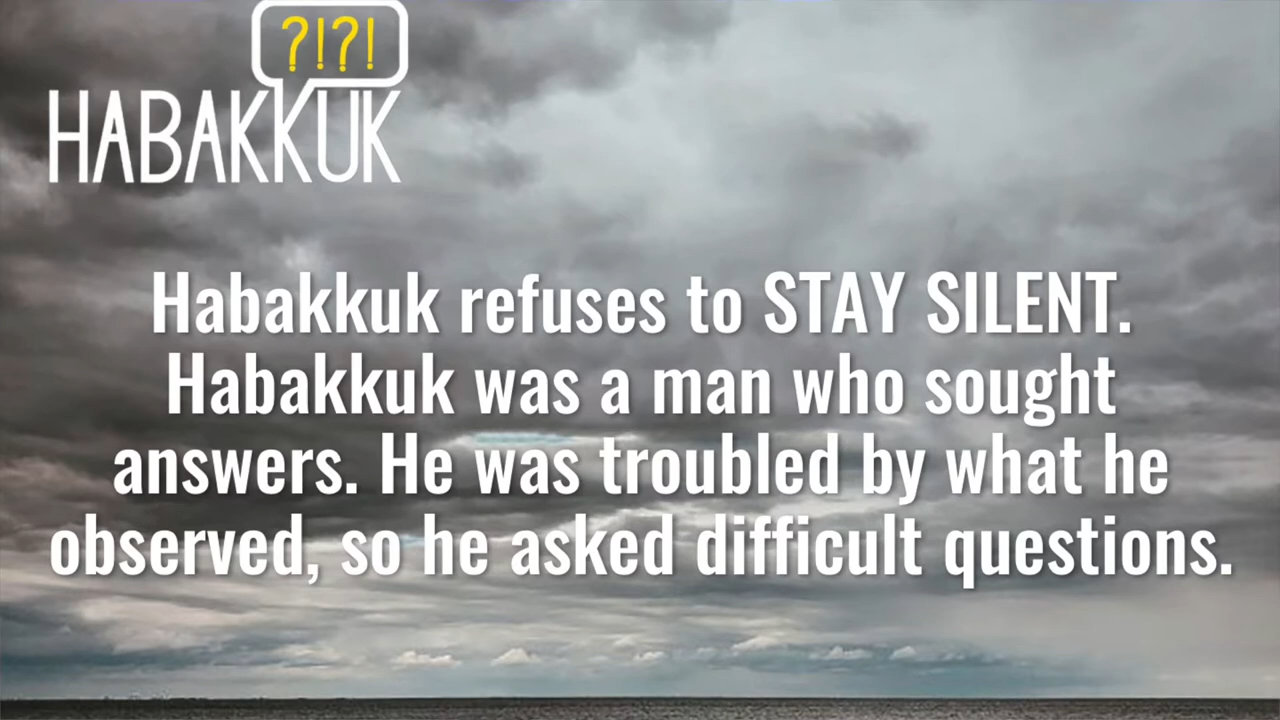 ?!?!
HABAKKUK
Habakkuk refuses to STAY SILENT.
Habakkuk was a man who sought
answers. He was troubled by what he
observed, so he asked difficult questions.